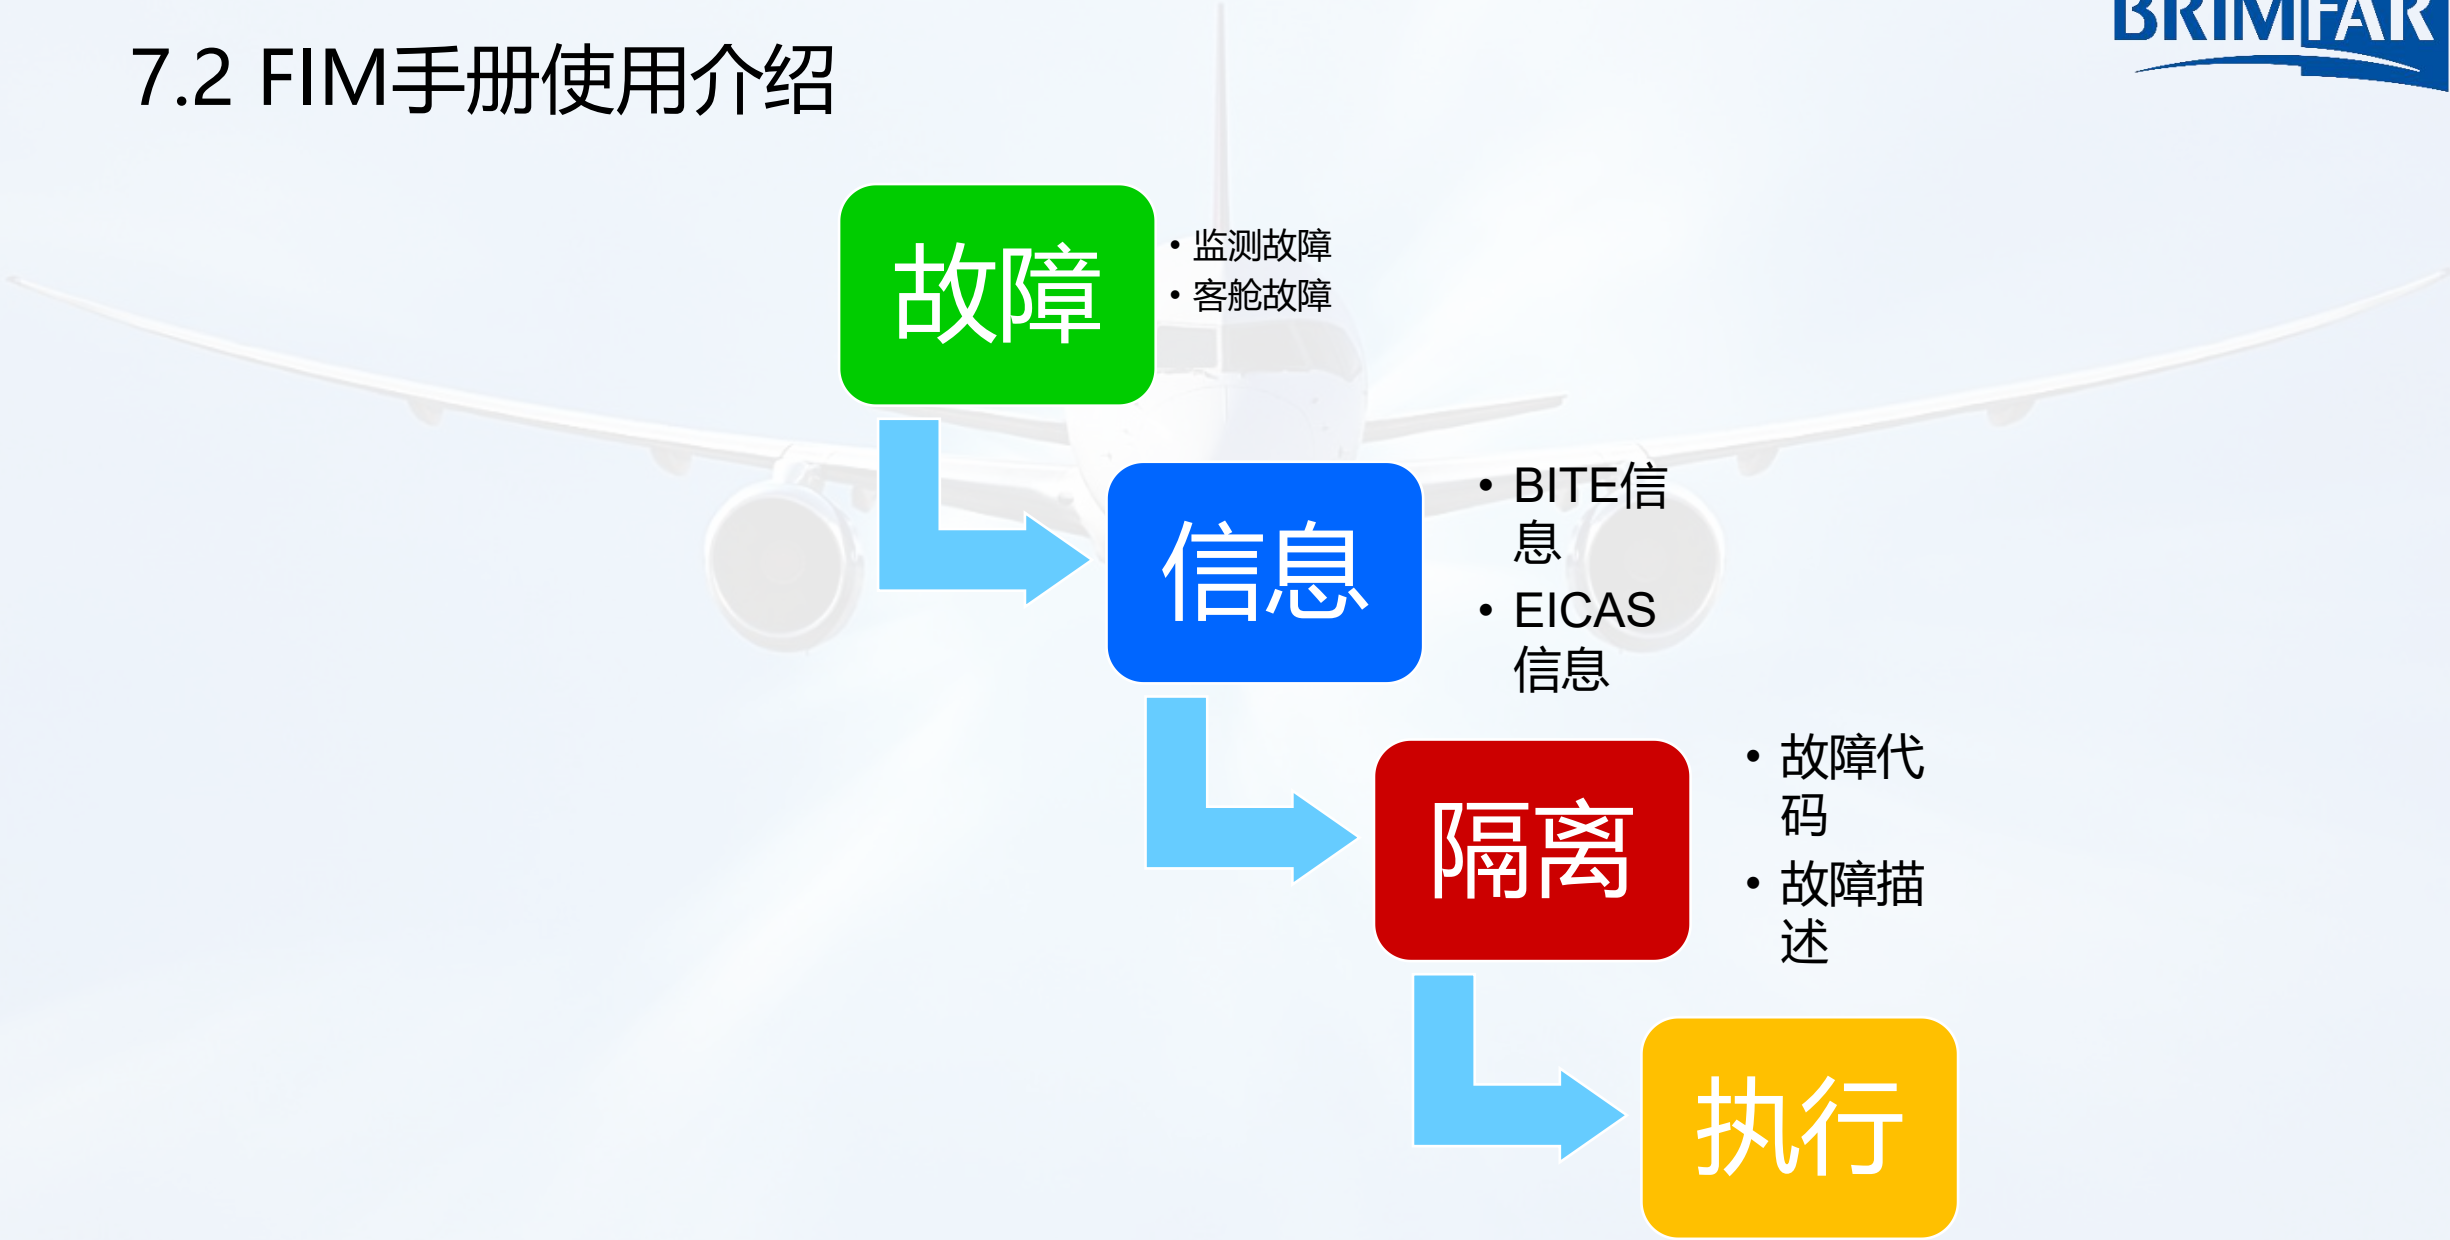 BRIMFAR
7.2 FIM手册使用介绍
故障
• 监测故障
• 客舱故障
信息
• BITE信
息
• EICAS
信息
隔离
• 故障代
码
• 故障描
述
执行